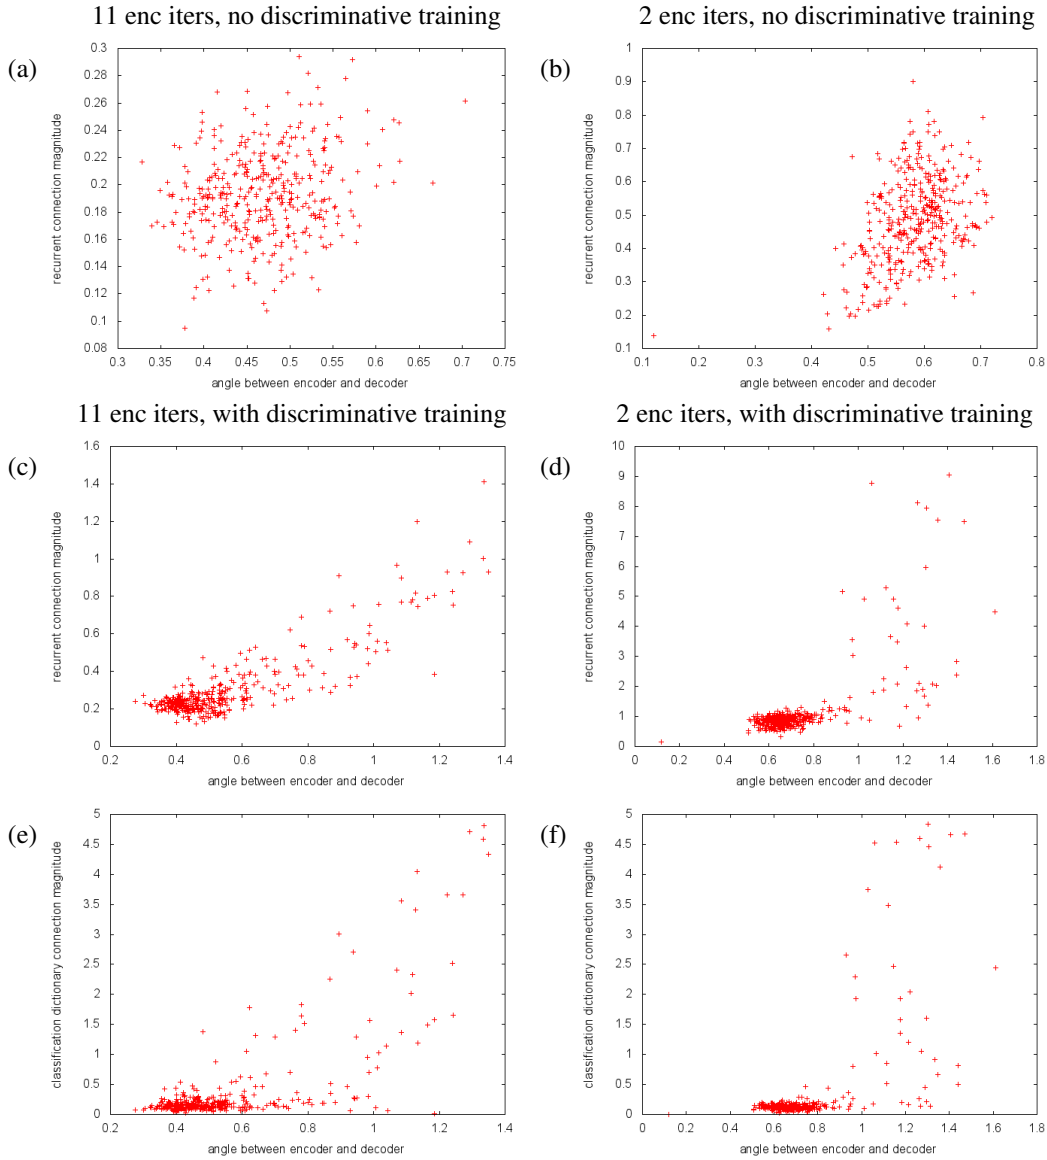 11 enc iters, no discriminative training
2 enc iters, no discriminative training
(a)
0.3
0.28
0.26
0.24
0.22
0.2
0.18
0.16
0.14
0.12
0.1
0.08
recurrent connection magnitude
0.3 0.35 0.4 0.45 0.5 0.55 0.6 0.65 0.7 0.75
angle between encoder and decoder
(b)
1
0.9
0.8
0.7
0.6
0.5
0.4
0.3
0.2
0.1
recurrent connection magnitude
0.1 0.2 0.3 0.4 0.5 0.6 0.7 0.8
angle between encoder and decoder
11 enc iters, with discriminative training
2 enc iters, with discriminative training
(c)
1.6
1.4
1.2
1
0.8
0.6
0.4
0.2
0
recurrent connection magnitude
0.2 0.4 0.6 0.8 1 1.2 1.4
angle between encoder and decoder
(d)
10
9
8
7
6
5
4
3
2
1
0
recurrent connection magnitude
0 0.2 0.4 0.6 0.8 1 1.2 1.4 1.6 1.8
angle between encoder and decoder
(e)
5
4.5
4
3.5
3
2.5
2
1.5
1
0.5
0
classification dictionary connection magnitude
0.2 0.4 0.6 0.8 1 1.2 1.4
angle between encoder and decoder
(f)
5
4.5
4
3.5
3
2.5
2
1.5
1
0.5
0
classification dictionary connection magnitude
0 0.2 0.4 0.6 0.8 1 1.2 1.4 1.6 1.8
angle between encoder and decoder